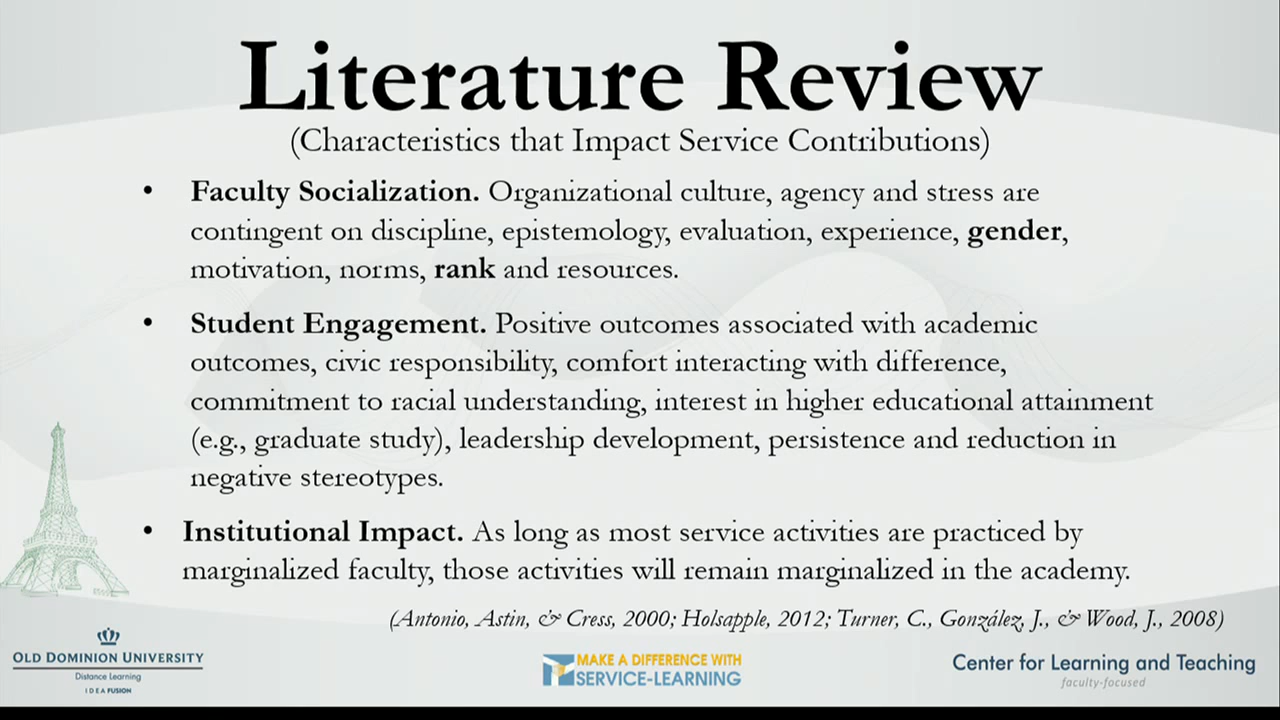 Literature Review
(Characteristics that Impact Service Contributions)
• Faculty Socialization. Organizational culture, agency and stress are
contingent on discipline, epistemology, evaluation, experience, gender,
motivation, norms, rank and resources.
• Student Engagement. Positive outcomes associated with academic
outcomes, civic responsibility, comfort interacting with difference,
commitment to racial understanding, interest in higher educational attainment
(e.g., graduate study), leadership development, persistence and reduction in
negative stereotypes.
• Institutional Impact. As long as most service activities are practiced by
marginalized faculty, those activities will remain marginalized in the academy.
(Antonio, Astin, & Cress, 2000; Holsapple, 2012; Turner, C., González, J., & Wood, J., 2008)
OLD DOMINION UNIVERSITY
Distance Learning
IDEA FUSION
MAKE A DIFFERENCE WITH
SERVICE-LEARNING
Center for Learning and Teaching
faculty-focused